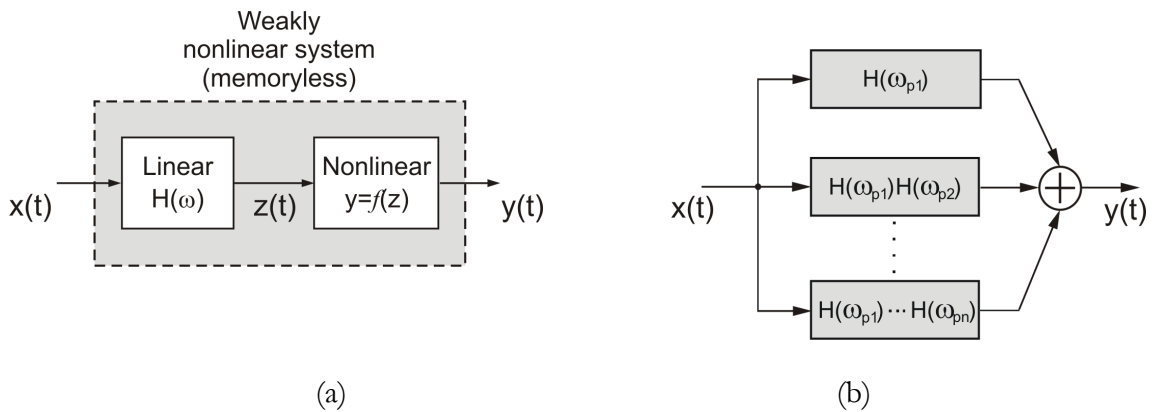 Weakly
nonlinear system
(memoryless)
Linear
H(ω)
Nonlinear
y=f(z)
x(t)
z(t)
y(t)
(a)
H(ωp1)
H(ωp1)H(ωp2)
H(ωp1)···H(ωpn)
x(t)
y(t)
(b)